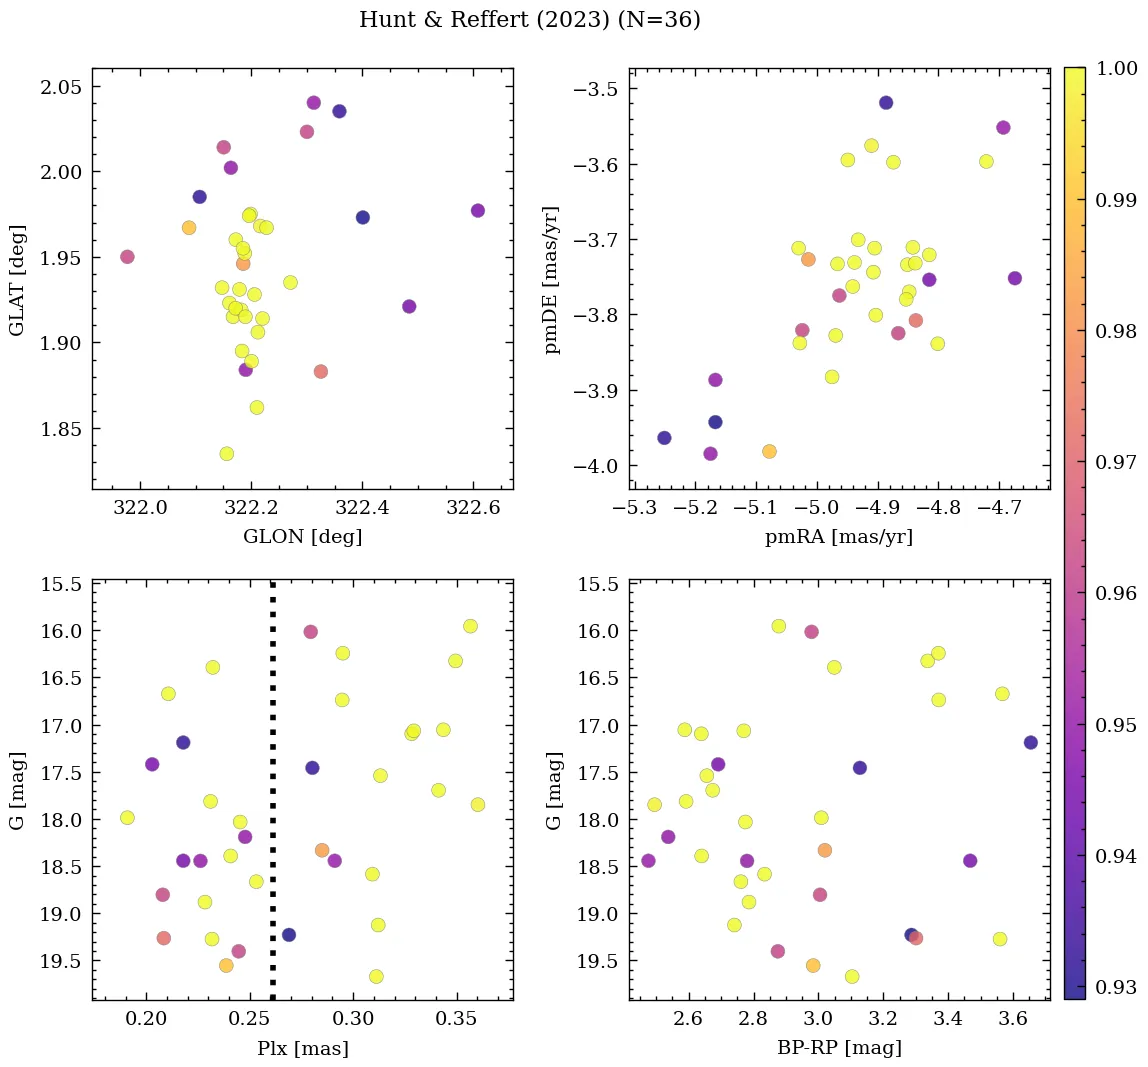 Hunt & Reffert (2023) (N=36)
2.05
2.00
1.95
1.90
1.85
GLAT [deg]
322.0 322.2 322.4 322.6
GLON [deg]
−3.5
−3.6
−3.7
−3.8
−3.9
−4.0
pmDE [mas/yr]
−5.3 −5.2 −5.1 −5.0 −4.9 −4.8 −4.7
pmRA [mas/yr]
15.5
16.0
16.5
17.0
17.5
18.0
18.5
19.0
19.5
G [mag]
0.20 0.25 0.30 0.35
Plx [mas]
15.5
16.0
16.5
17.0
17.5
18.0
18.5
19.0
19.5
G [mag]
2.6 2.8 3.0 3.2 3.4 3.6
BP-RP [mag]
1.00
0.99
0.98
0.97
0.96
0.95
0.94
0.93